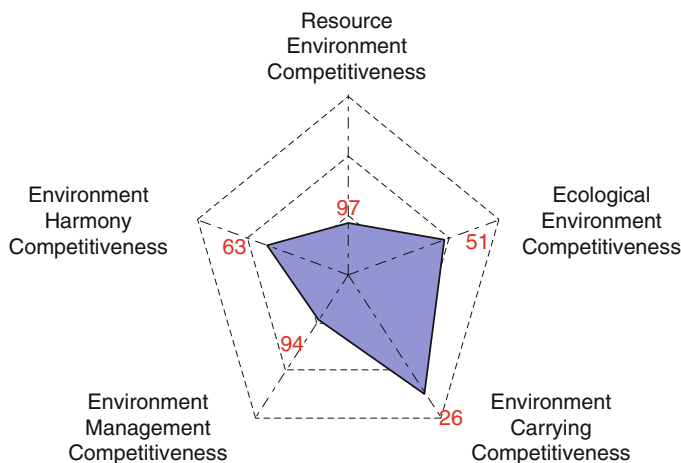 Resource
Environment
Competitiveness
97
Environment
Harmony
Competitiveness
63
Ecological
Environment
Competitiveness
51
94
Environment
Management
Competitiveness
26
Environment
Carrying
Competitiveness